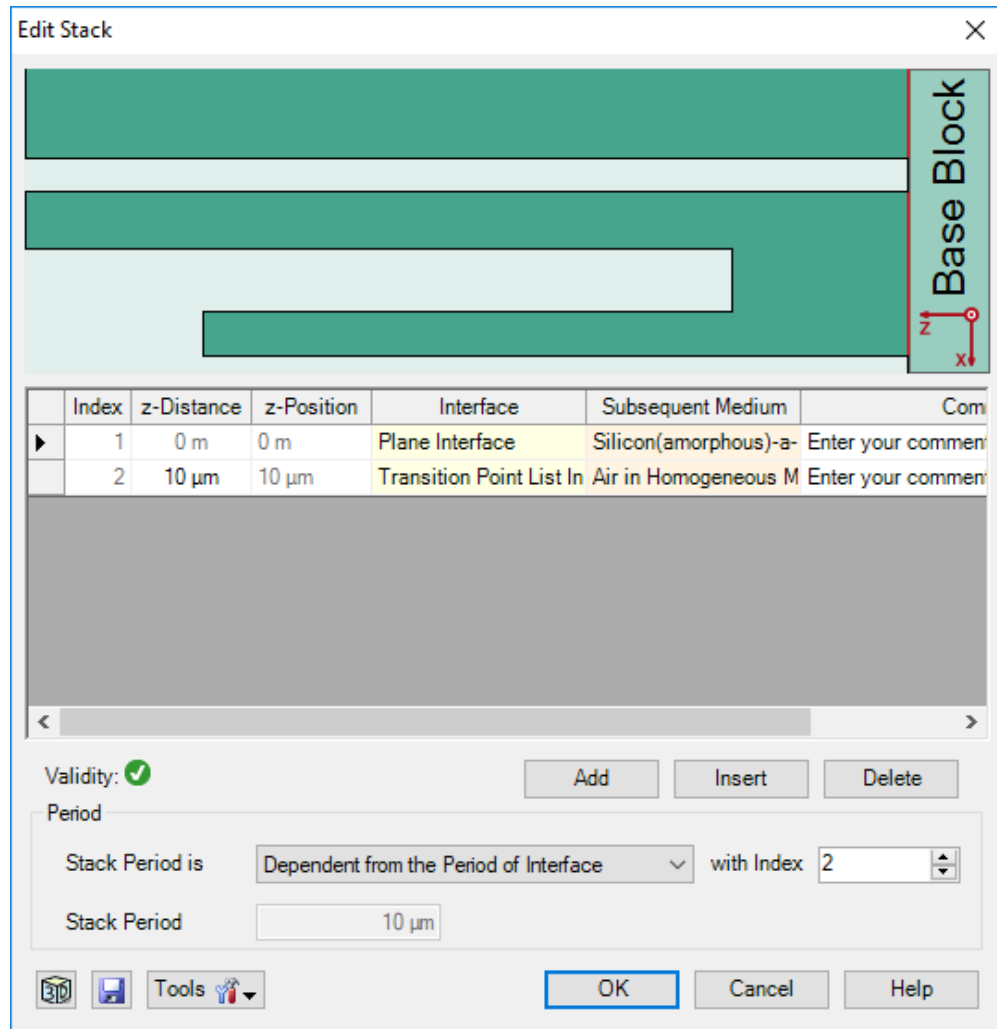 Edit Stack
Base Block
Z
X
Index z-Distance z-Position Interface Subsequent Medium Com
1 0 m 0 m Plane Interface Silicon(amorphous)-a- Enter your commen
2 10 µm 10 µm Transition Point List In Air in Homogeneous M Enter your commen
Validity:
Add Insert Delete
Period
Stack Period is Dependent from the Period of Interface with Index 2
Stack Period 10 µm
3D Tools OK Cancel Help